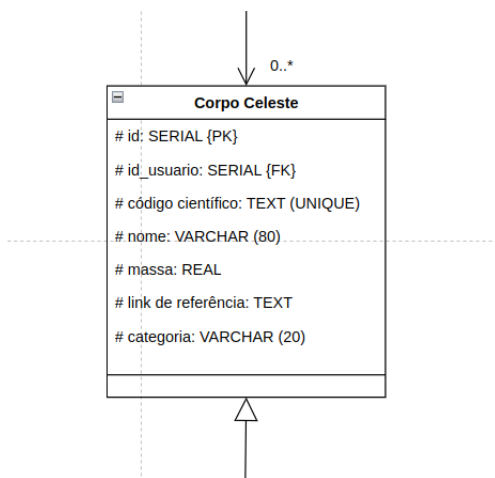 0..*
Corpo Celeste
# id: SERIAL {PK}
# id_usuario: SERIAL {FK}
# código científico: TEXT (UNIQUE)
# nome: VARCHAR (80)
# massa: REAL
# link de referência: TEXT
# categoria: VARCHAR (20)